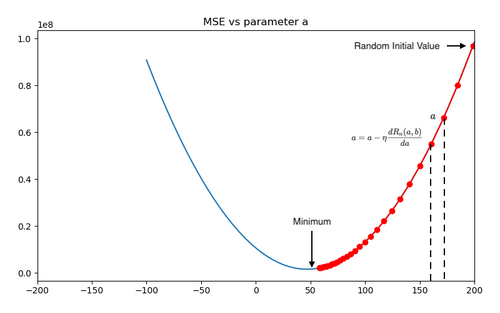 MSE vs parameter a
1e8
1.0
Random Initial Value
0.8
a
0.6
a = a − η dRₙ(a, b)/da
0.4
Minimum
0.2
0.0
−200 −150 −100 −50 0 50 100 150 200